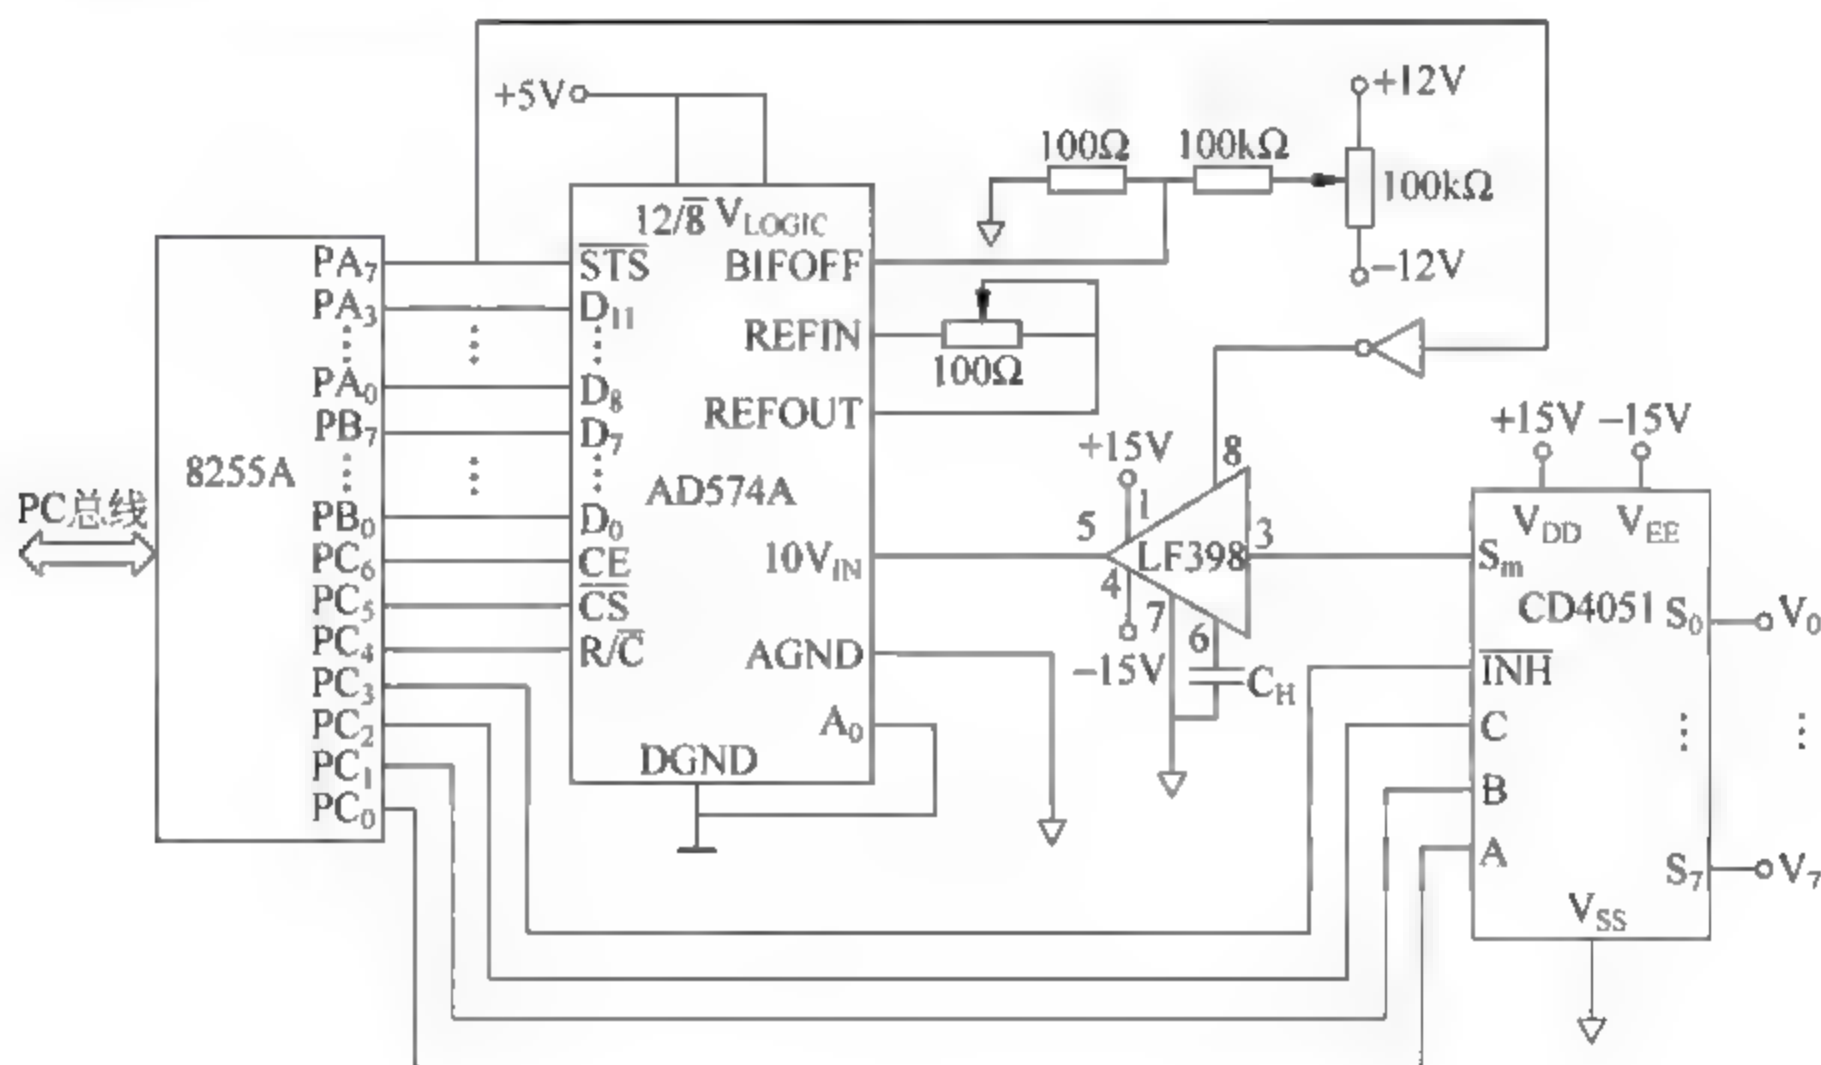 +5V
+12V
100Ω
100kΩ
100kΩ
−12V
12/8̅ V_LOGIC
PA₇
S̅T̅S̅
BIFOFF
PA₃
D₁₁
REFIN
100Ω
PA₀
D₈
REFOUT
PB₇
D₇
8255A
AD574A
PC总线
PB₀
D₀
PC₆
CE
10V_IN
PC₅
C̅S̅
PC₄
R/C̅
AGND
PC₃
PC₂
A₀
PC₁
DGND
PC₀
+15V
8
1
5
LF398
3
4
7
6
−15V
C_H
+15V
−15V
V_DD
V_EE
S_m
CD4051
S₀
V₀
I̅N̅H̅
C
B
A
S₇
V₇
V_SS